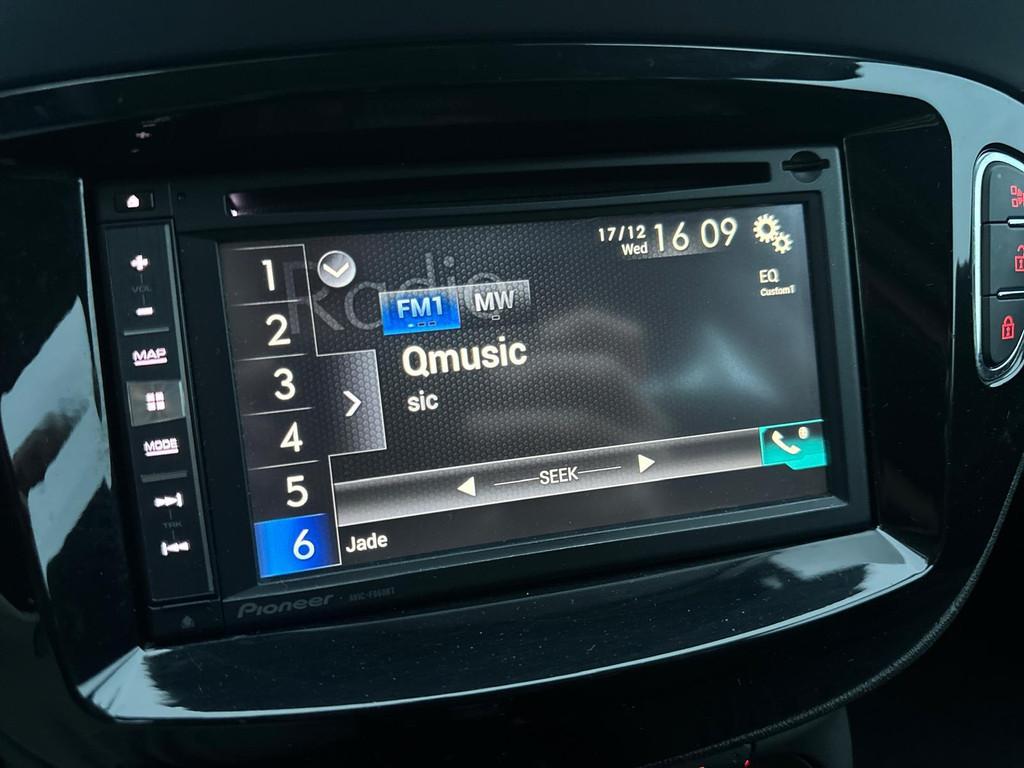 VOL
MAP
MODE
TRK
Radio
17/12
Wed
16 09
EQ
Custom1
FM1
MW
Qmusic
sic
SEEK
1
2
3
4
5
6
Jade
Pioneer